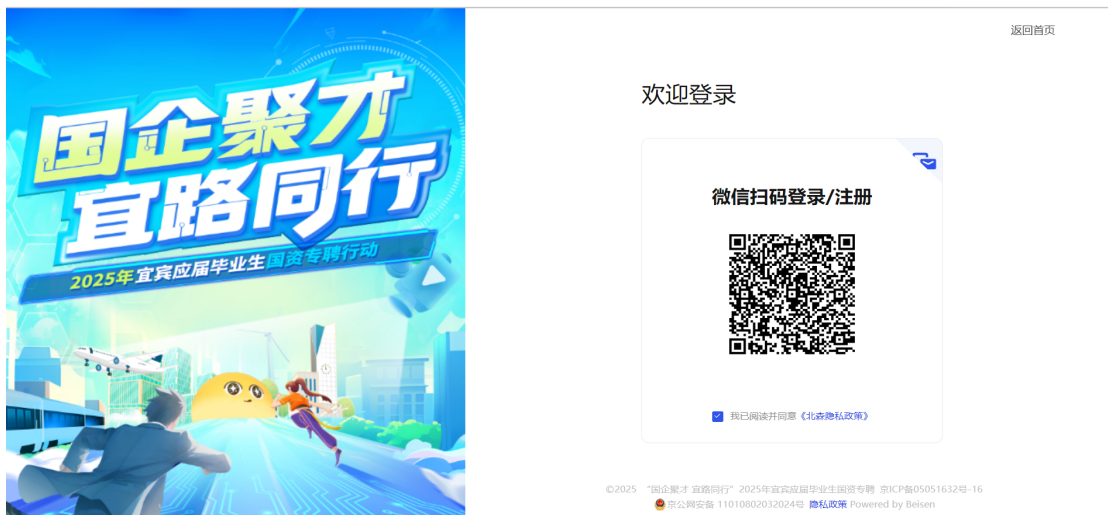 返回首页
国企聚才
宜路同行
2025年宜宾应届毕业生国资专聘行动
欢迎登录
微信扫码登录/注册
我已阅读并同意《北森隐私政策》
©2025 “国企聚才 宜路同行”2025年宜宾应届毕业生国资专聘 京ICP备05051632号-16
京公网安备 11010802032024号 隐私政策 Powered by Beisen